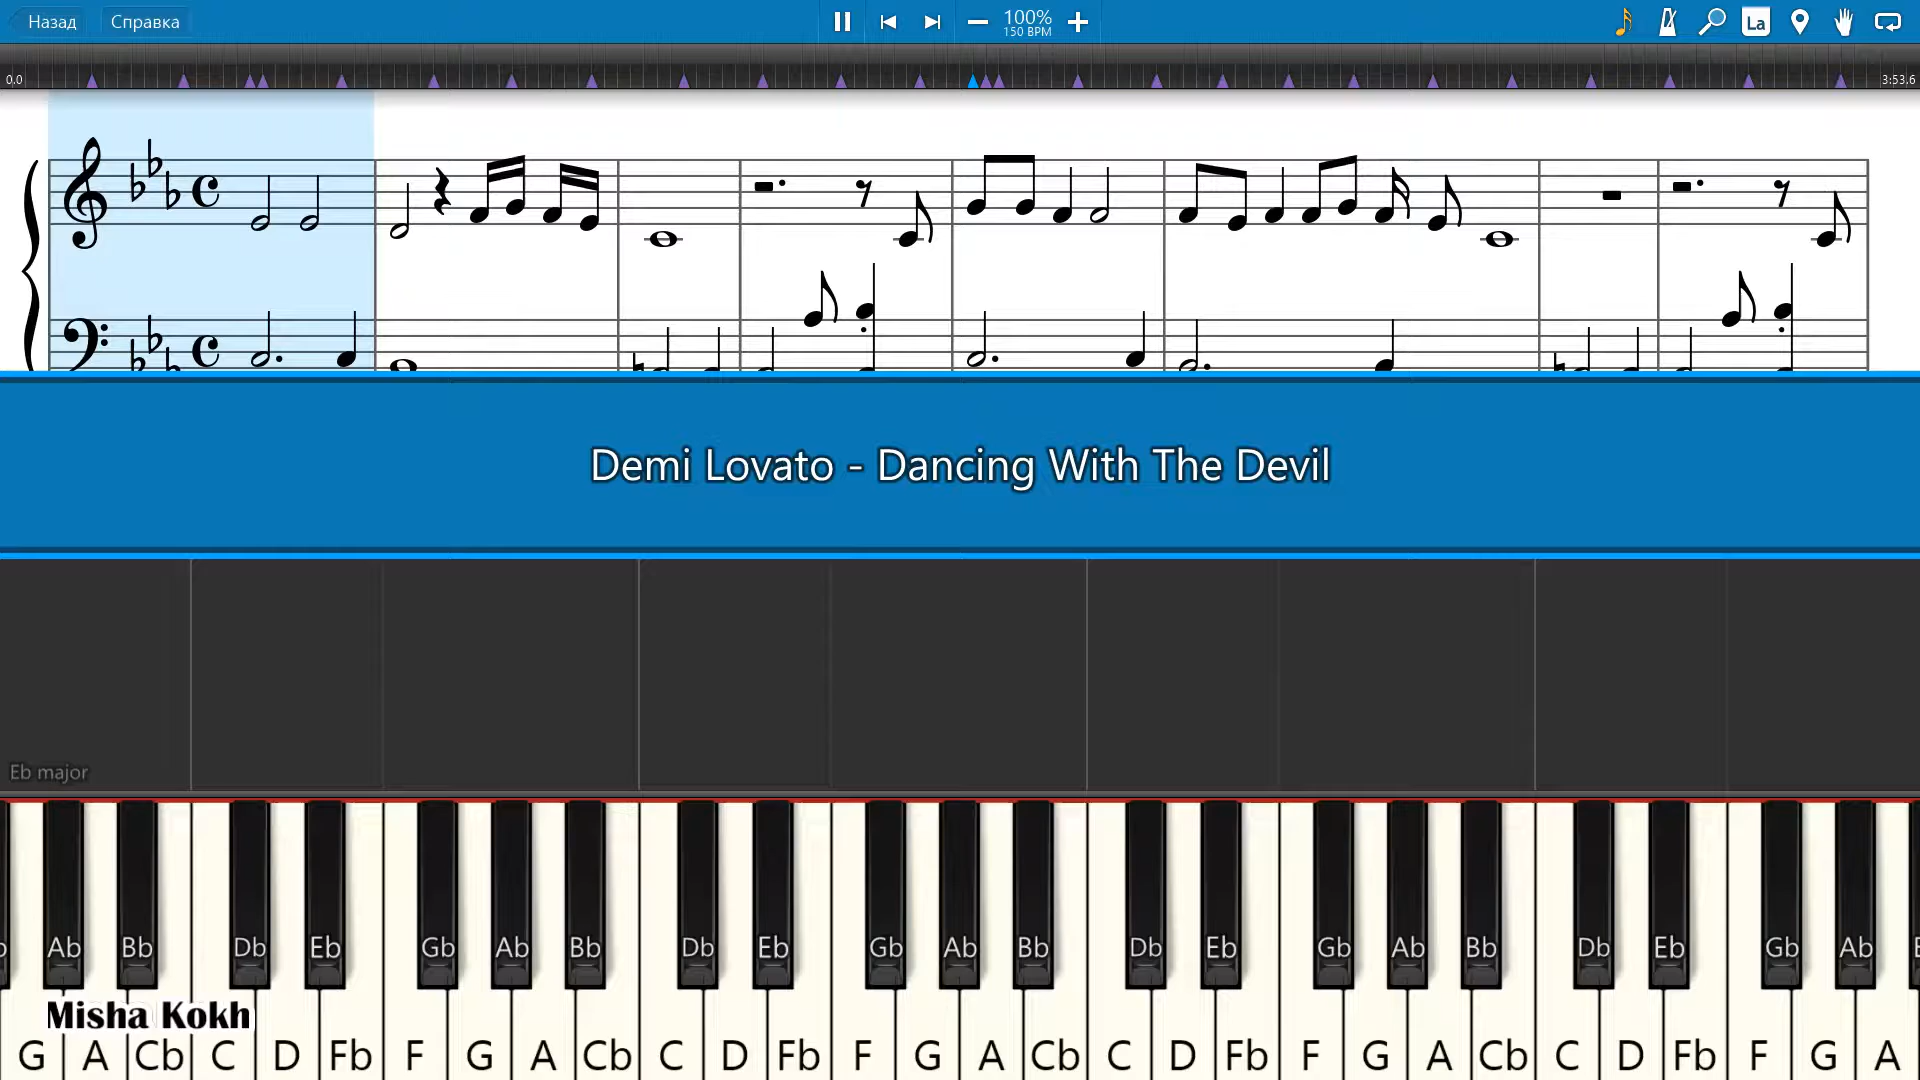 Назад Справка 100% La
150 BPM
0.0 3:53.6
Demi Lovato - Dancing With The Devil
Eb major
Ab Bb Db Eb Gb Ab Bb Db Eb Gb Ab Bb Db Eb Gb Ab Bb Db Eb Gb Ab
Misha Kokh
G A Cb C D Fb F G A Cb C D Fb F G A Cb C D Fb F G A Cb C D Fb F G A